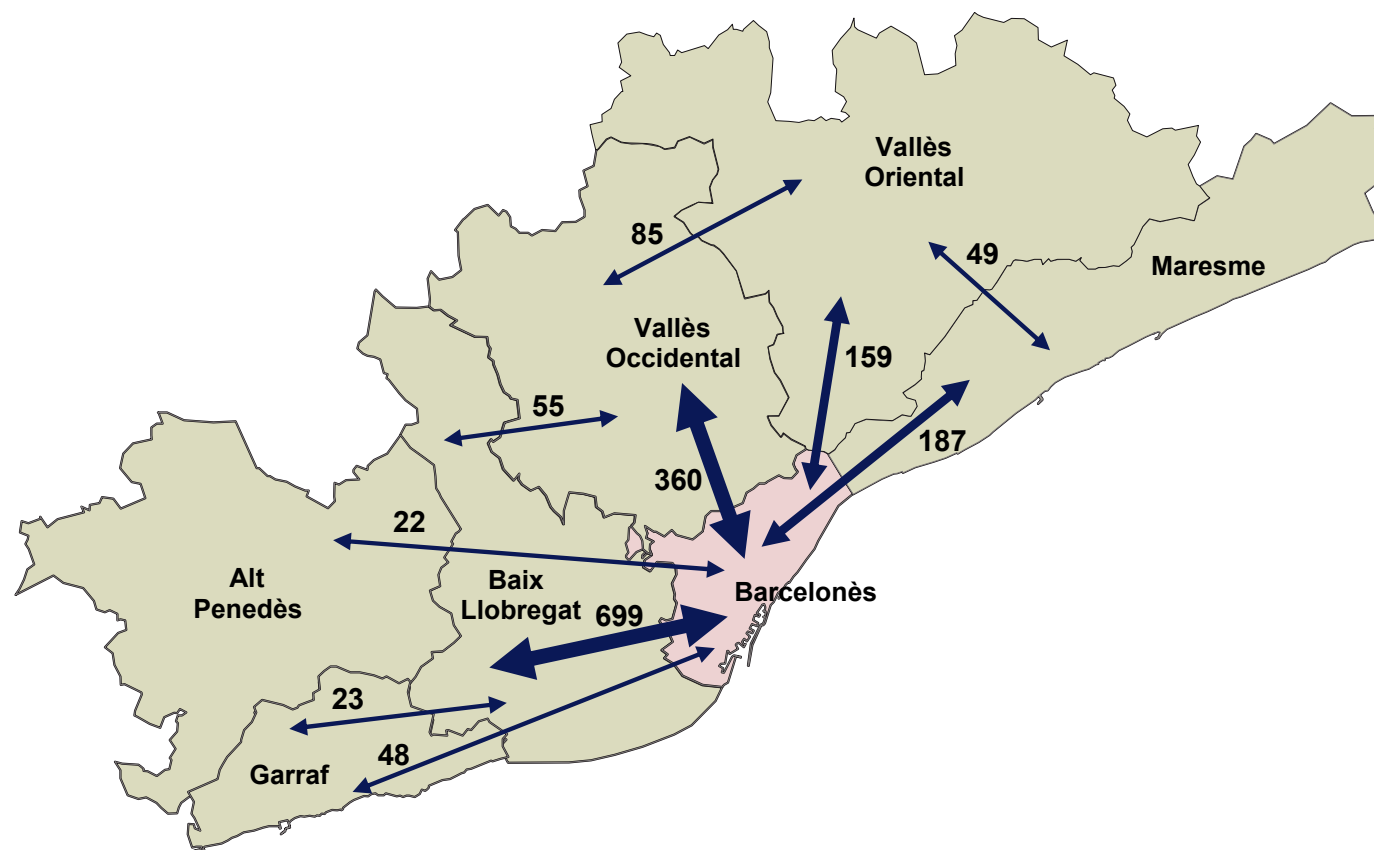 Vallès
Oriental
85
49
Maresme
Vallès
Occidental
159
55
187
360
22
Alt
Penedès
Baix
Llobregat
Barcelonès
699
23
48
Garraf